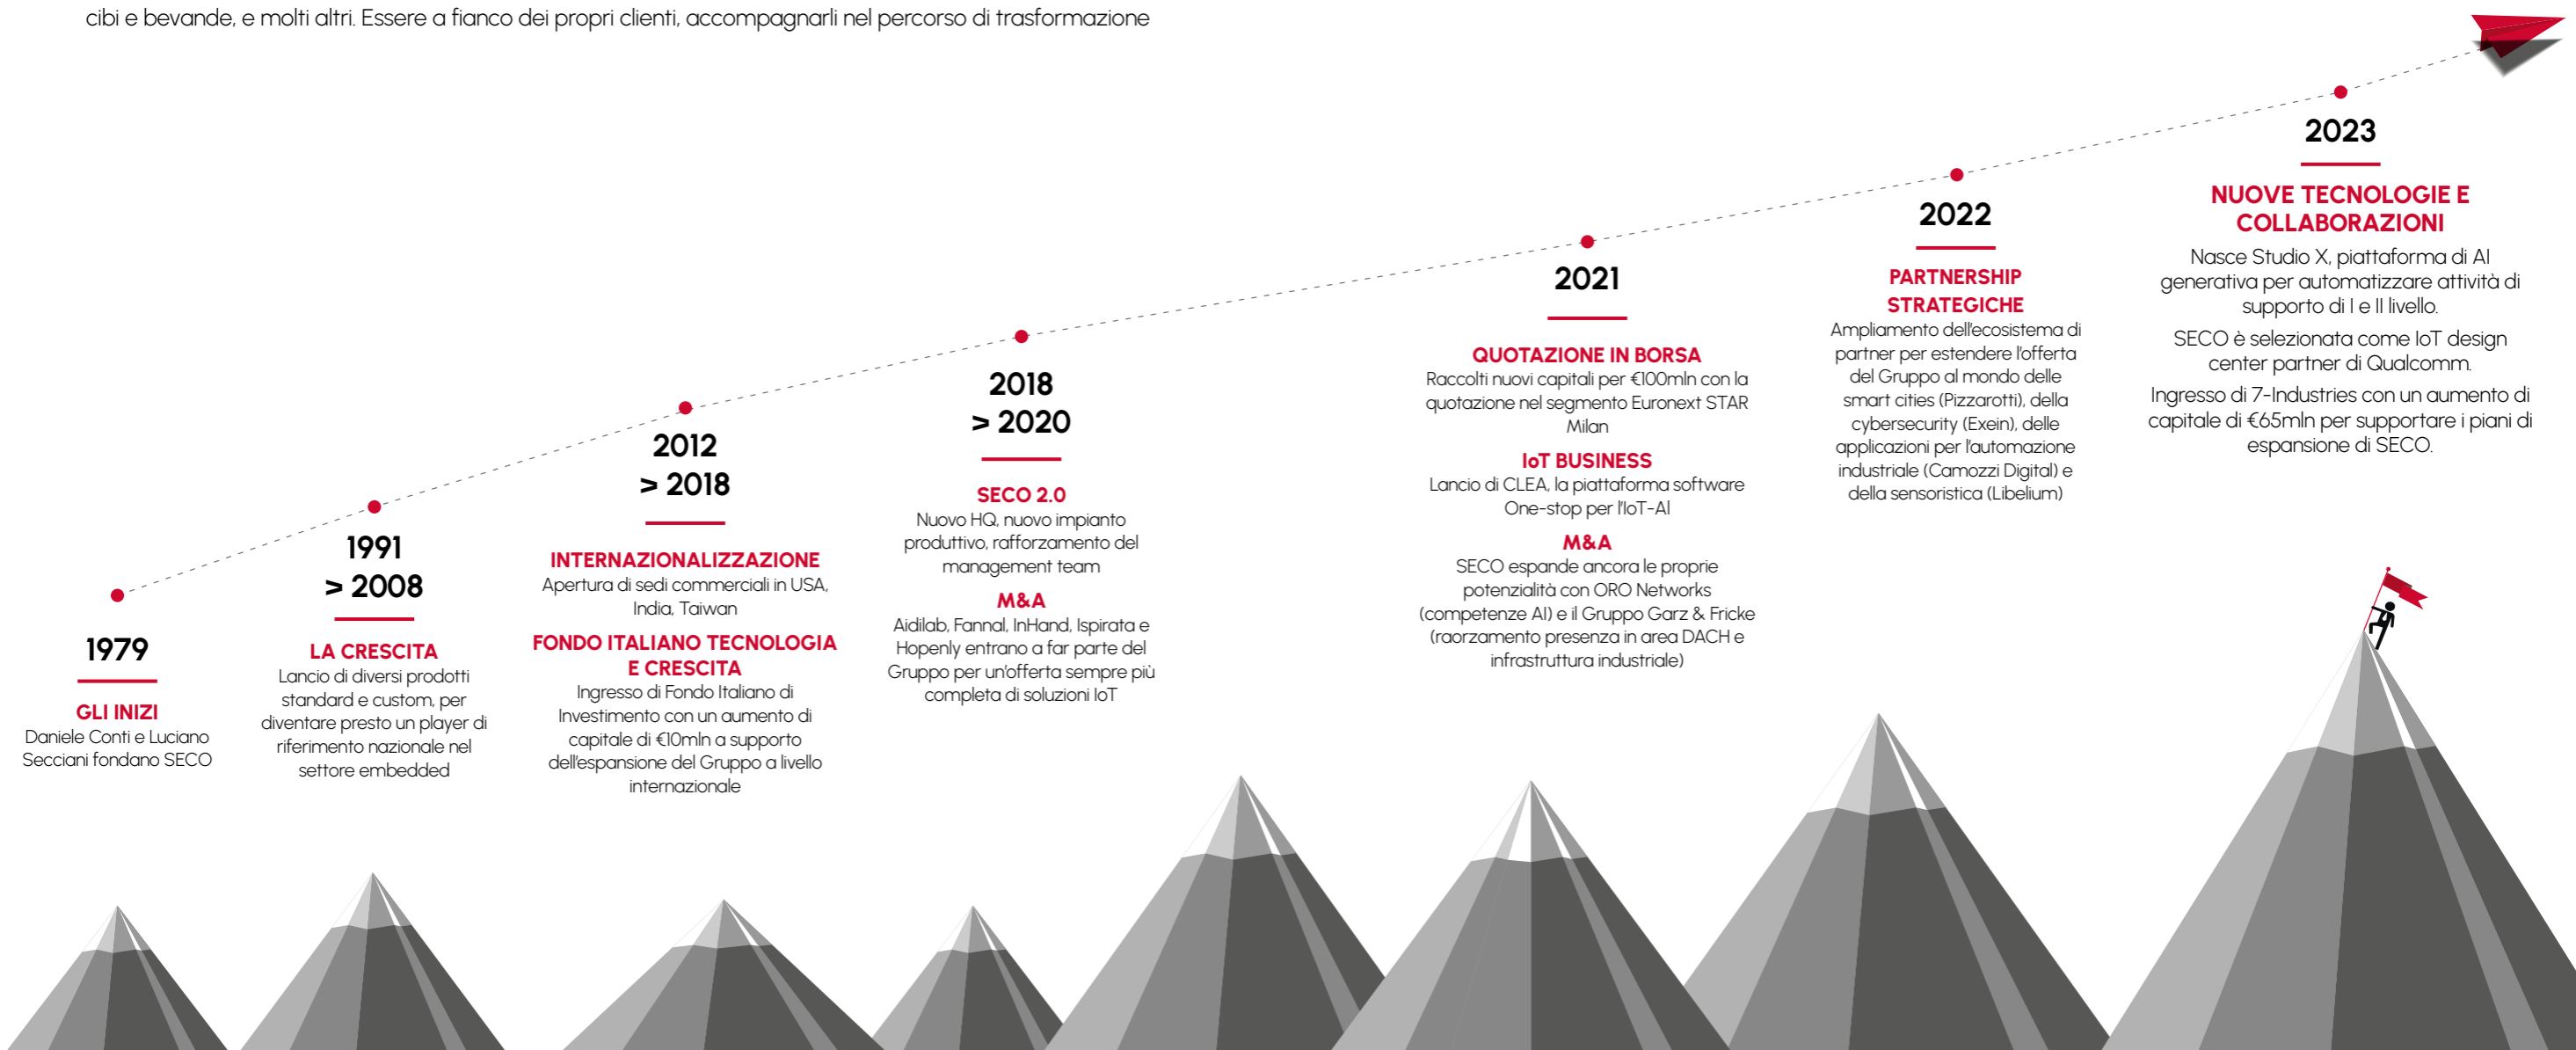 cibi e bevande, e molti altri. Essere a fianco dei propri clienti, accompagnarli nel percorso di trasformazione
1979
GLI INIZI
Daniele Conti e Luciano
Secciani fondano SECO
1991
> 2008
LA CRESCITA
Lancio di diversi prodotti
standard e custom, per
diventare presto un player di
riferimento nazionale nel
settore embedded
2012
> 2018
INTERNAZIONALIZZAZIONE
Apertura di sedi commerciali in USA,
India, Taiwan
FONDO ITALIANO TECNOLOGIA
E CRESCITA
Ingresso di Fondo Italiano di
Investimento con un aumento di
capitale di €10mln a supporto
dell'espansione del Gruppo a livello
internazionale
2018
> 2020
SECO 2.0
Nuovo HQ, nuovo impianto
produttivo, rafforzamento del
management team
M&A
Aidilab, Fannal, InHand, Ispirata e
Hopenly entrano a far parte del
Gruppo per un'offerta sempre più
completa di soluzioni IoT
2021
QUOTAZIONE IN BORSA
Raccolti nuovi capitali per €100mln con la
quotazione nel segmento Euronext STAR
Milan
IoT BUSINESS
Lancio di CLEA, la piattaforma software
One-stop per l'IoT-AI
M&A
SECO espande ancora le proprie
potenzialità con ORO Networks
(competenze AI) e il Gruppo Garz & Fricke
(raorzamento presenza in area DACH e
infrastruttura industriale)
2022
PARTNERSHIP
STRATEGICHE
Ampliamento dell'ecosistema di
partner per estendere l'offerta
del Gruppo al mondo delle
smart cities (Pizzarotti), della
cybersecurity (Exein), delle
applicazioni per l'automazione
industriale (Camozzi Digital) e
della sensoristica (Libelium)
2023
NUOVE TECNOLOGIE E
COLLABORAZIONI
Nasce Studio X, piattaforma di AI
generativa per automatizzare attività di
supporto di I e II livello.
SECO è selezionata come IoT design
center partner di Qualcomm.
Ingresso di 7-Industries con un aumento di
capitale di €65mln per supportare i piani di
espansione di SECO.